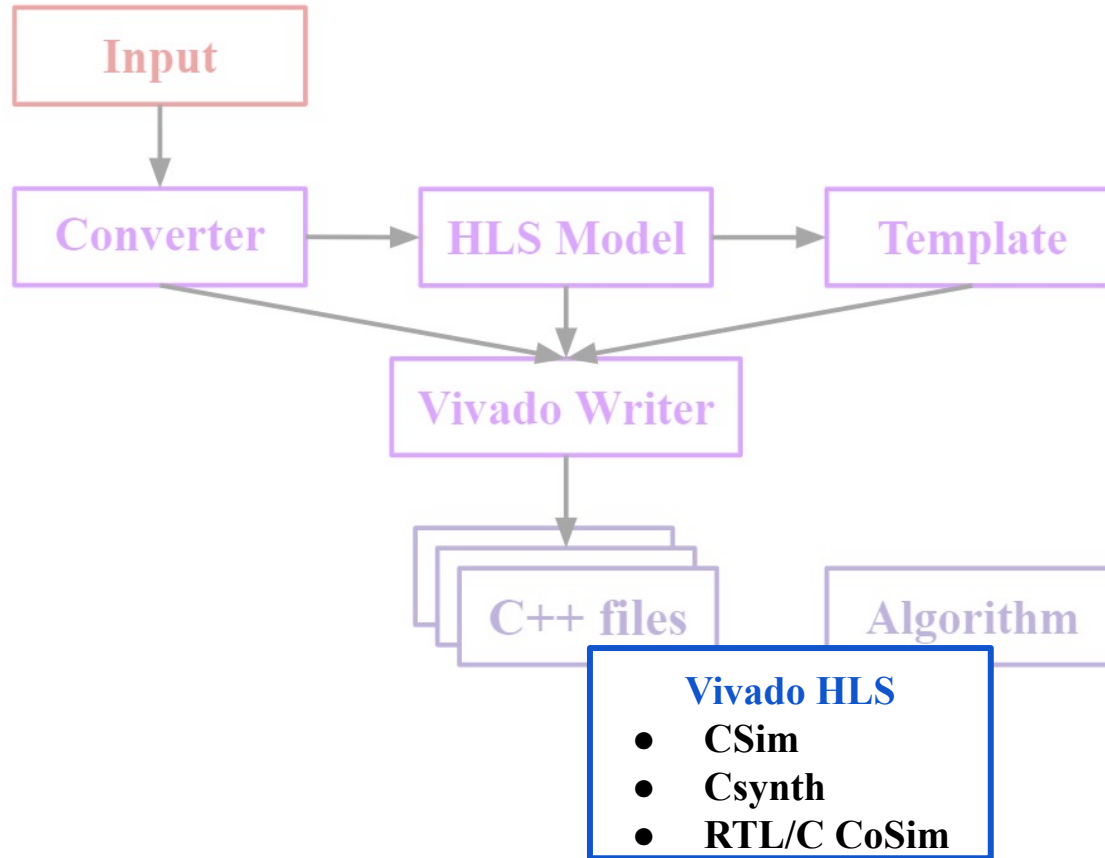 Input
Converter
HLS Model
Template
Vivado Writer
C++ files
Algorithm
Vivado HLS
● CSim
● Csynth
● RTL/C CoSim